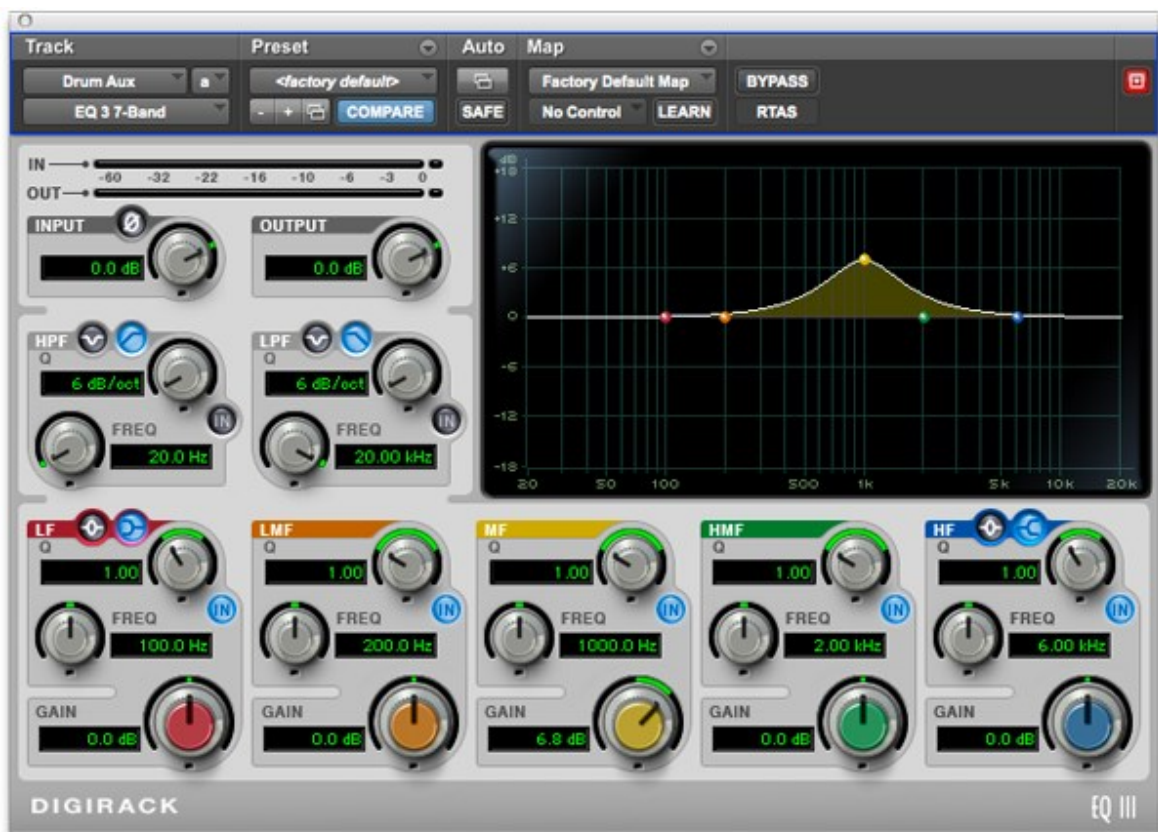 Track Preset Auto Map
Drum Aux a <factory default> Factory Default Map BYPASS
EQ 3 7-Band - + COMPARE SAFE No Control LEARN RTAS
IN
-60 -32 -22 -16 -10 -6 -3 0
OUT
INPUT Ø OUTPUT
0.0 dB 0.0 dB
HPF LPF
Q Q
6 dB/oct 6 dB/oct
IN IN
FREQ FREQ
20.0 Hz 20.00 kHz
dB
+18
+12
+6
0
-6
-12
-18
20 50 100 500 1k 5k 10k 20k
LF LMF MF HMF HF
Q Q Q Q Q
1.00 1.00 1.00 1.00 1.00
IN IN IN IN IN
FREQ FREQ FREQ FREQ FREQ
100.0 Hz 200.0 Hz 1000.0 Hz 2.00 kHz 6.00 kHz
GAIN GAIN GAIN GAIN GAIN
0.0 dB 0.0 dB 6.8 dB 0.0 dB 0.0 dB
DIGIRACK EQ III